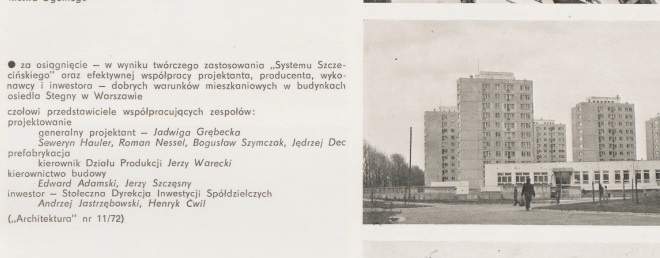 ● za osiągnięcie — w wyniku twórczego zastosowania „Systemu Szcze-
cińskiego" oraz efektywnej współpracy projektanta, producenta, wyko-
nawcy i inwestora — dobrych warunków mieszkaniowych w budynkach
osiedla Stegny w Warszawie
czołowi przedstawiciele współpracujących zespołów:
projektowanie
generalny projektant — Jadwiga Grębecka
Seweryn Hauler, Roman Nessel, Bogusław Szymczak, Jędrzej Dec
prefabrykacja
kierownik Działu Produkcji Jerzy Warecki
kierownictwo budowy
Edward Adamski, Jerzy Szczęsny
inwestor — Stołeczna Dyrekcja Inwestycji Spółdzielczych
Andrzej Jastrzębowski, Henryk Ćwil
(„Architektura" nr 11/72)